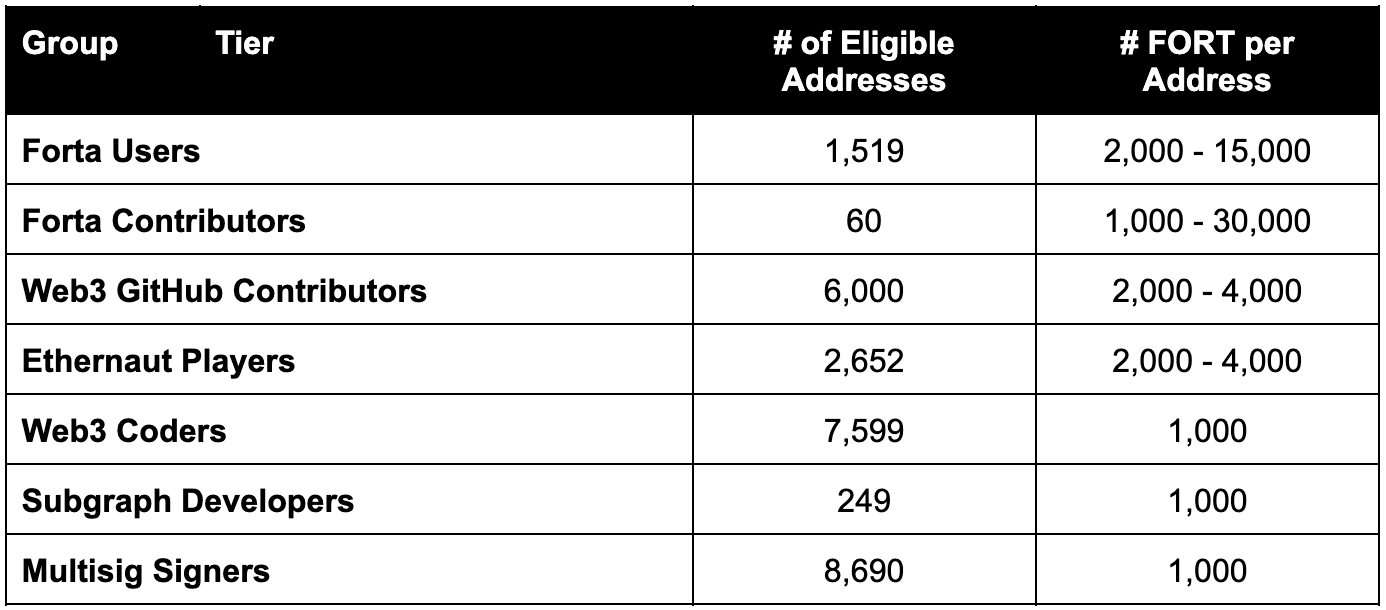 Group Tier # of Eligible Addresses # FORT per Address
Forta Users 1,519 2,000 - 15,000
Forta Contributors 60 1,000 - 30,000
Web3 GitHub Contributors 6,000 2,000 - 4,000
Ethernaut Players 2,652 2,000 - 4,000
Web3 Coders 7,599 1,000
Subgraph Developers 249 1,000
Multisig Signers 8,690 1,000